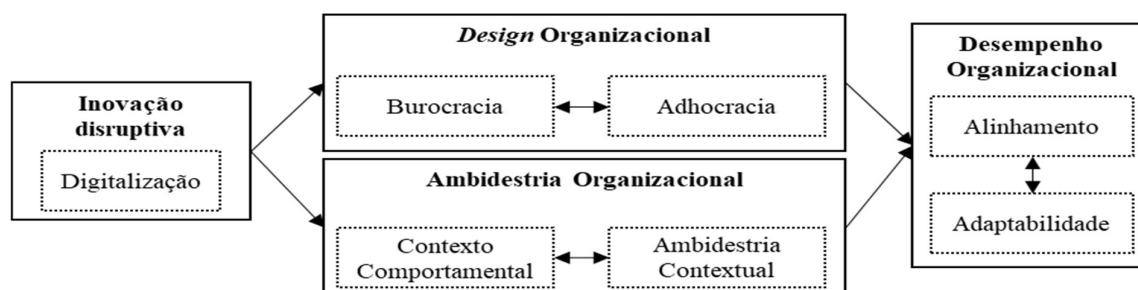 Inovação
disruptiva
Digitalização
Design Organizacional
Burocracia
Adhocracia
Ambidestria Organizacional
Contexto
Comportamental
Ambidestria
Contextual
Desempenho
Organizacional
Alinhamento
Adaptabilidade